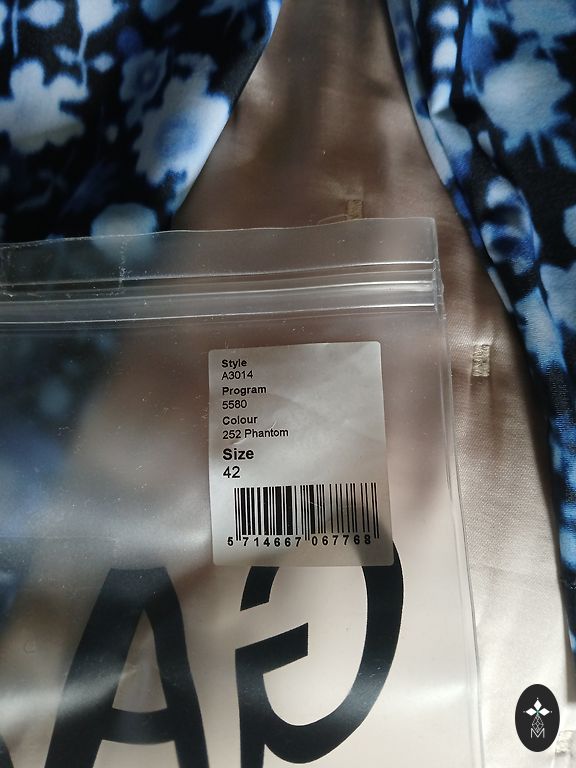 Style
A3014
Program
5580
Colour
252 Phantom
Size
42
5 714667 067768
M